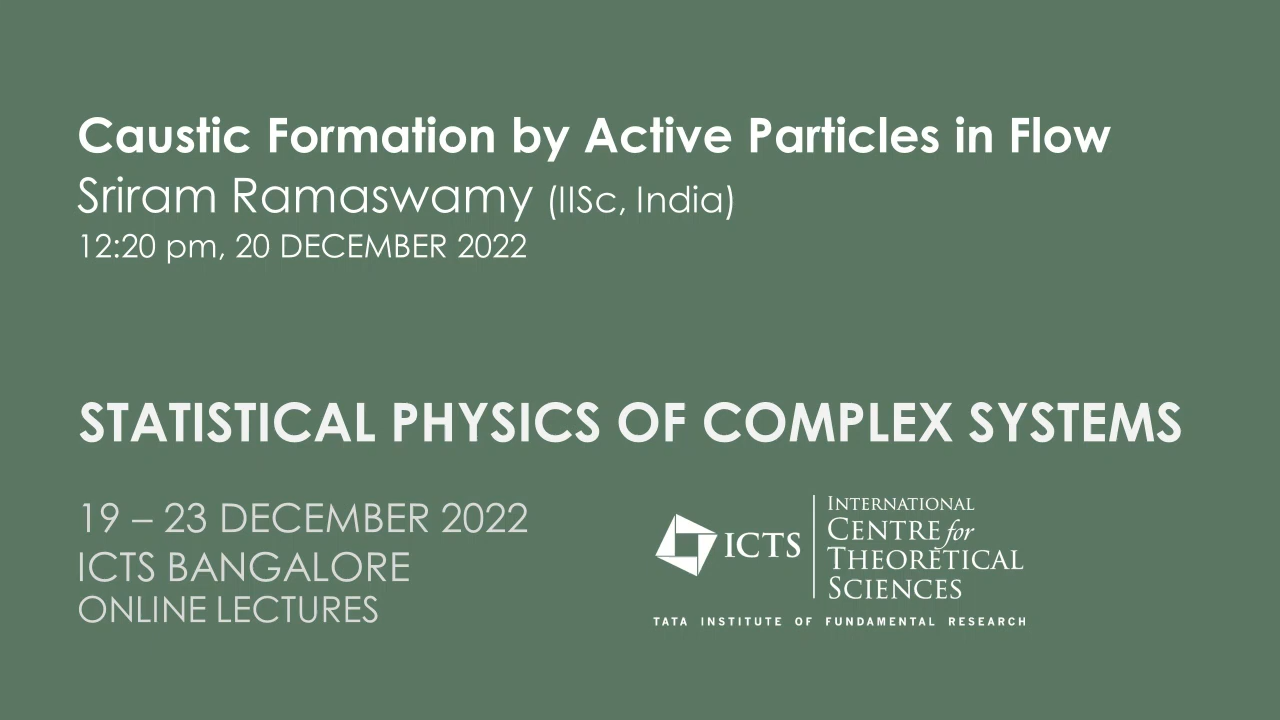 Caustic Formation by Active Particles in Flow
Sriram Ramaswamy (IISc, India)
12:20 pm, 20 DECEMBER 2022
STATISTICAL PHYSICS OF COMPLEX SYSTEMS
19 – 23 DECEMBER 2022
ICTS BANGALORE
ONLINE LECTURES
ICTS
INTERNATIONAL
CENTRE for
THEORETICAL
SCIENCES
TATA INSTITUTE OF FUNDAMENTAL RESEARCH